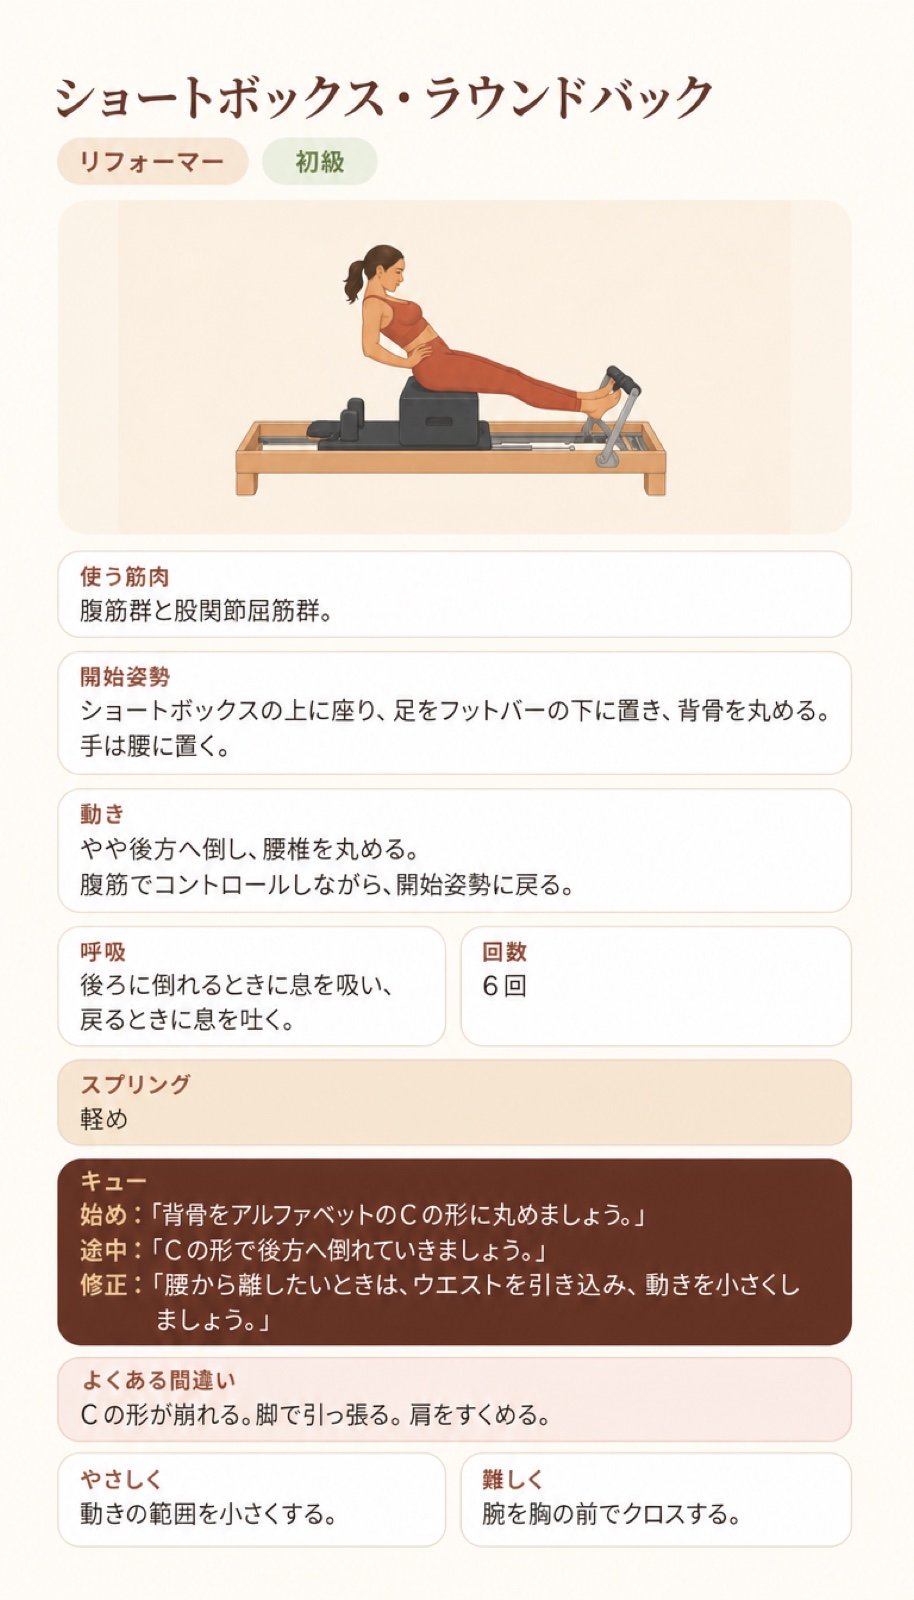 ショートボックス・ラウンドバック
リフォーマー
初級
使う筋肉
腹筋群と股関節屈筋群。
開始姿勢
ショートボックスの上に座り、足をフットバーの下に置き、背骨を丸める。
手は腰に置く。
動き
やや後方へ倒し、腰椎を丸める。
腹筋でコントロールしながら、開始姿勢に戻る。
呼吸
後ろに倒れるときに息を吸い、
戻るときに息を吐く。
回数
6回
スプリング
軽め
キュー
始め：「背骨をアルファベットのCの形に丸めましょう。」
途中：「Cの形で後方へ倒れていきましょう。」
修正：「腰から離したいときは、ウエストを引き込み、動きを小さくし
ましょう。」
よくある間違い
Cの形が崩れる。脚で引っ張る。肩をすくめる。
やさしく
動きの範囲を小さくする。
難しく
腕を胸の前でクロスする。